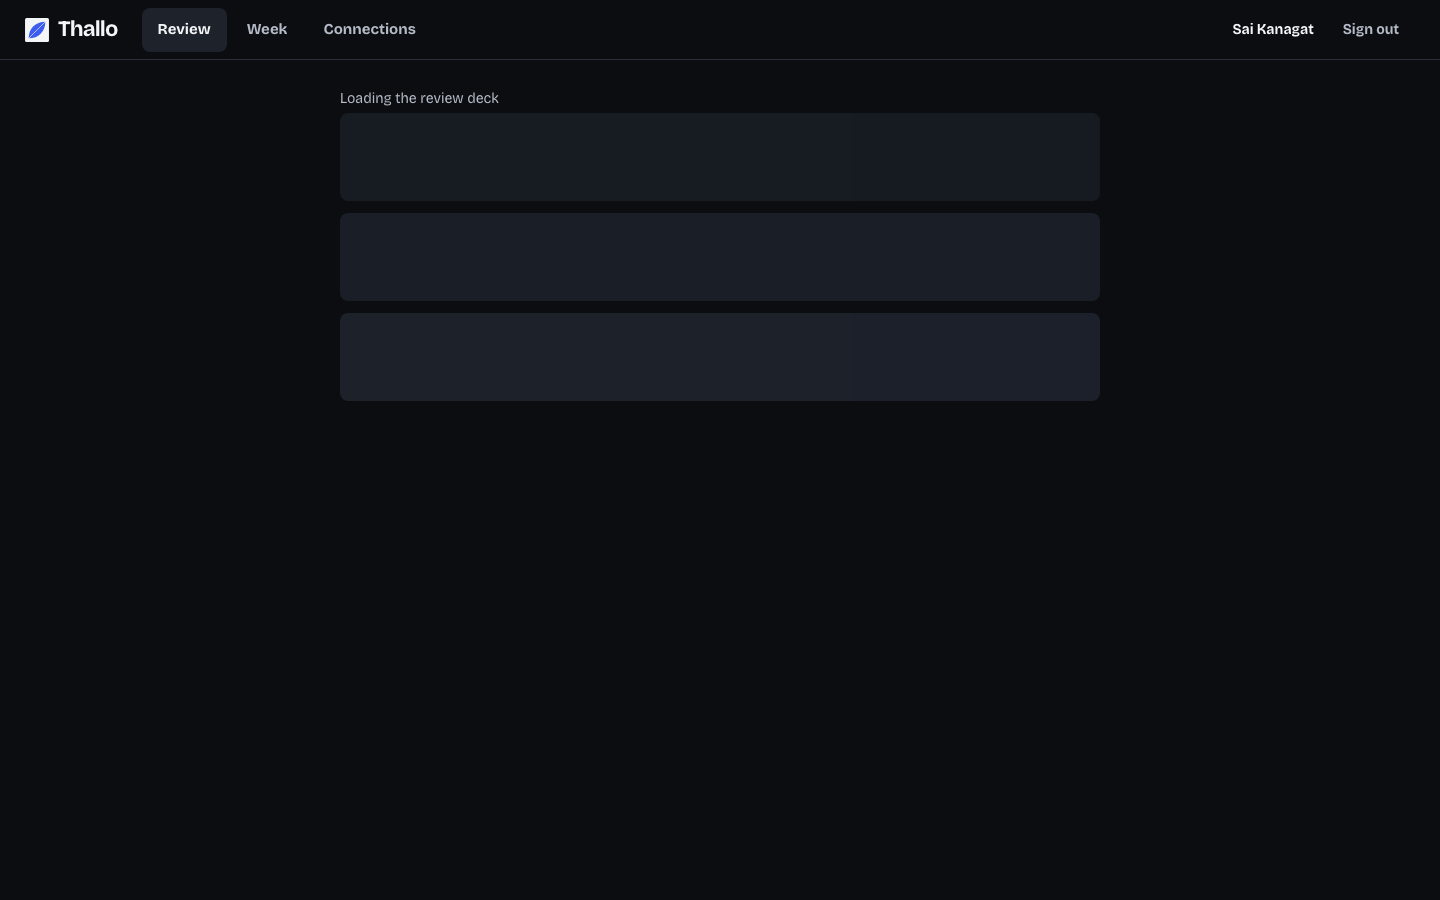 Thallo
Review
Week
Connections
Sai Kanagat
Sign out
Loading the review deck